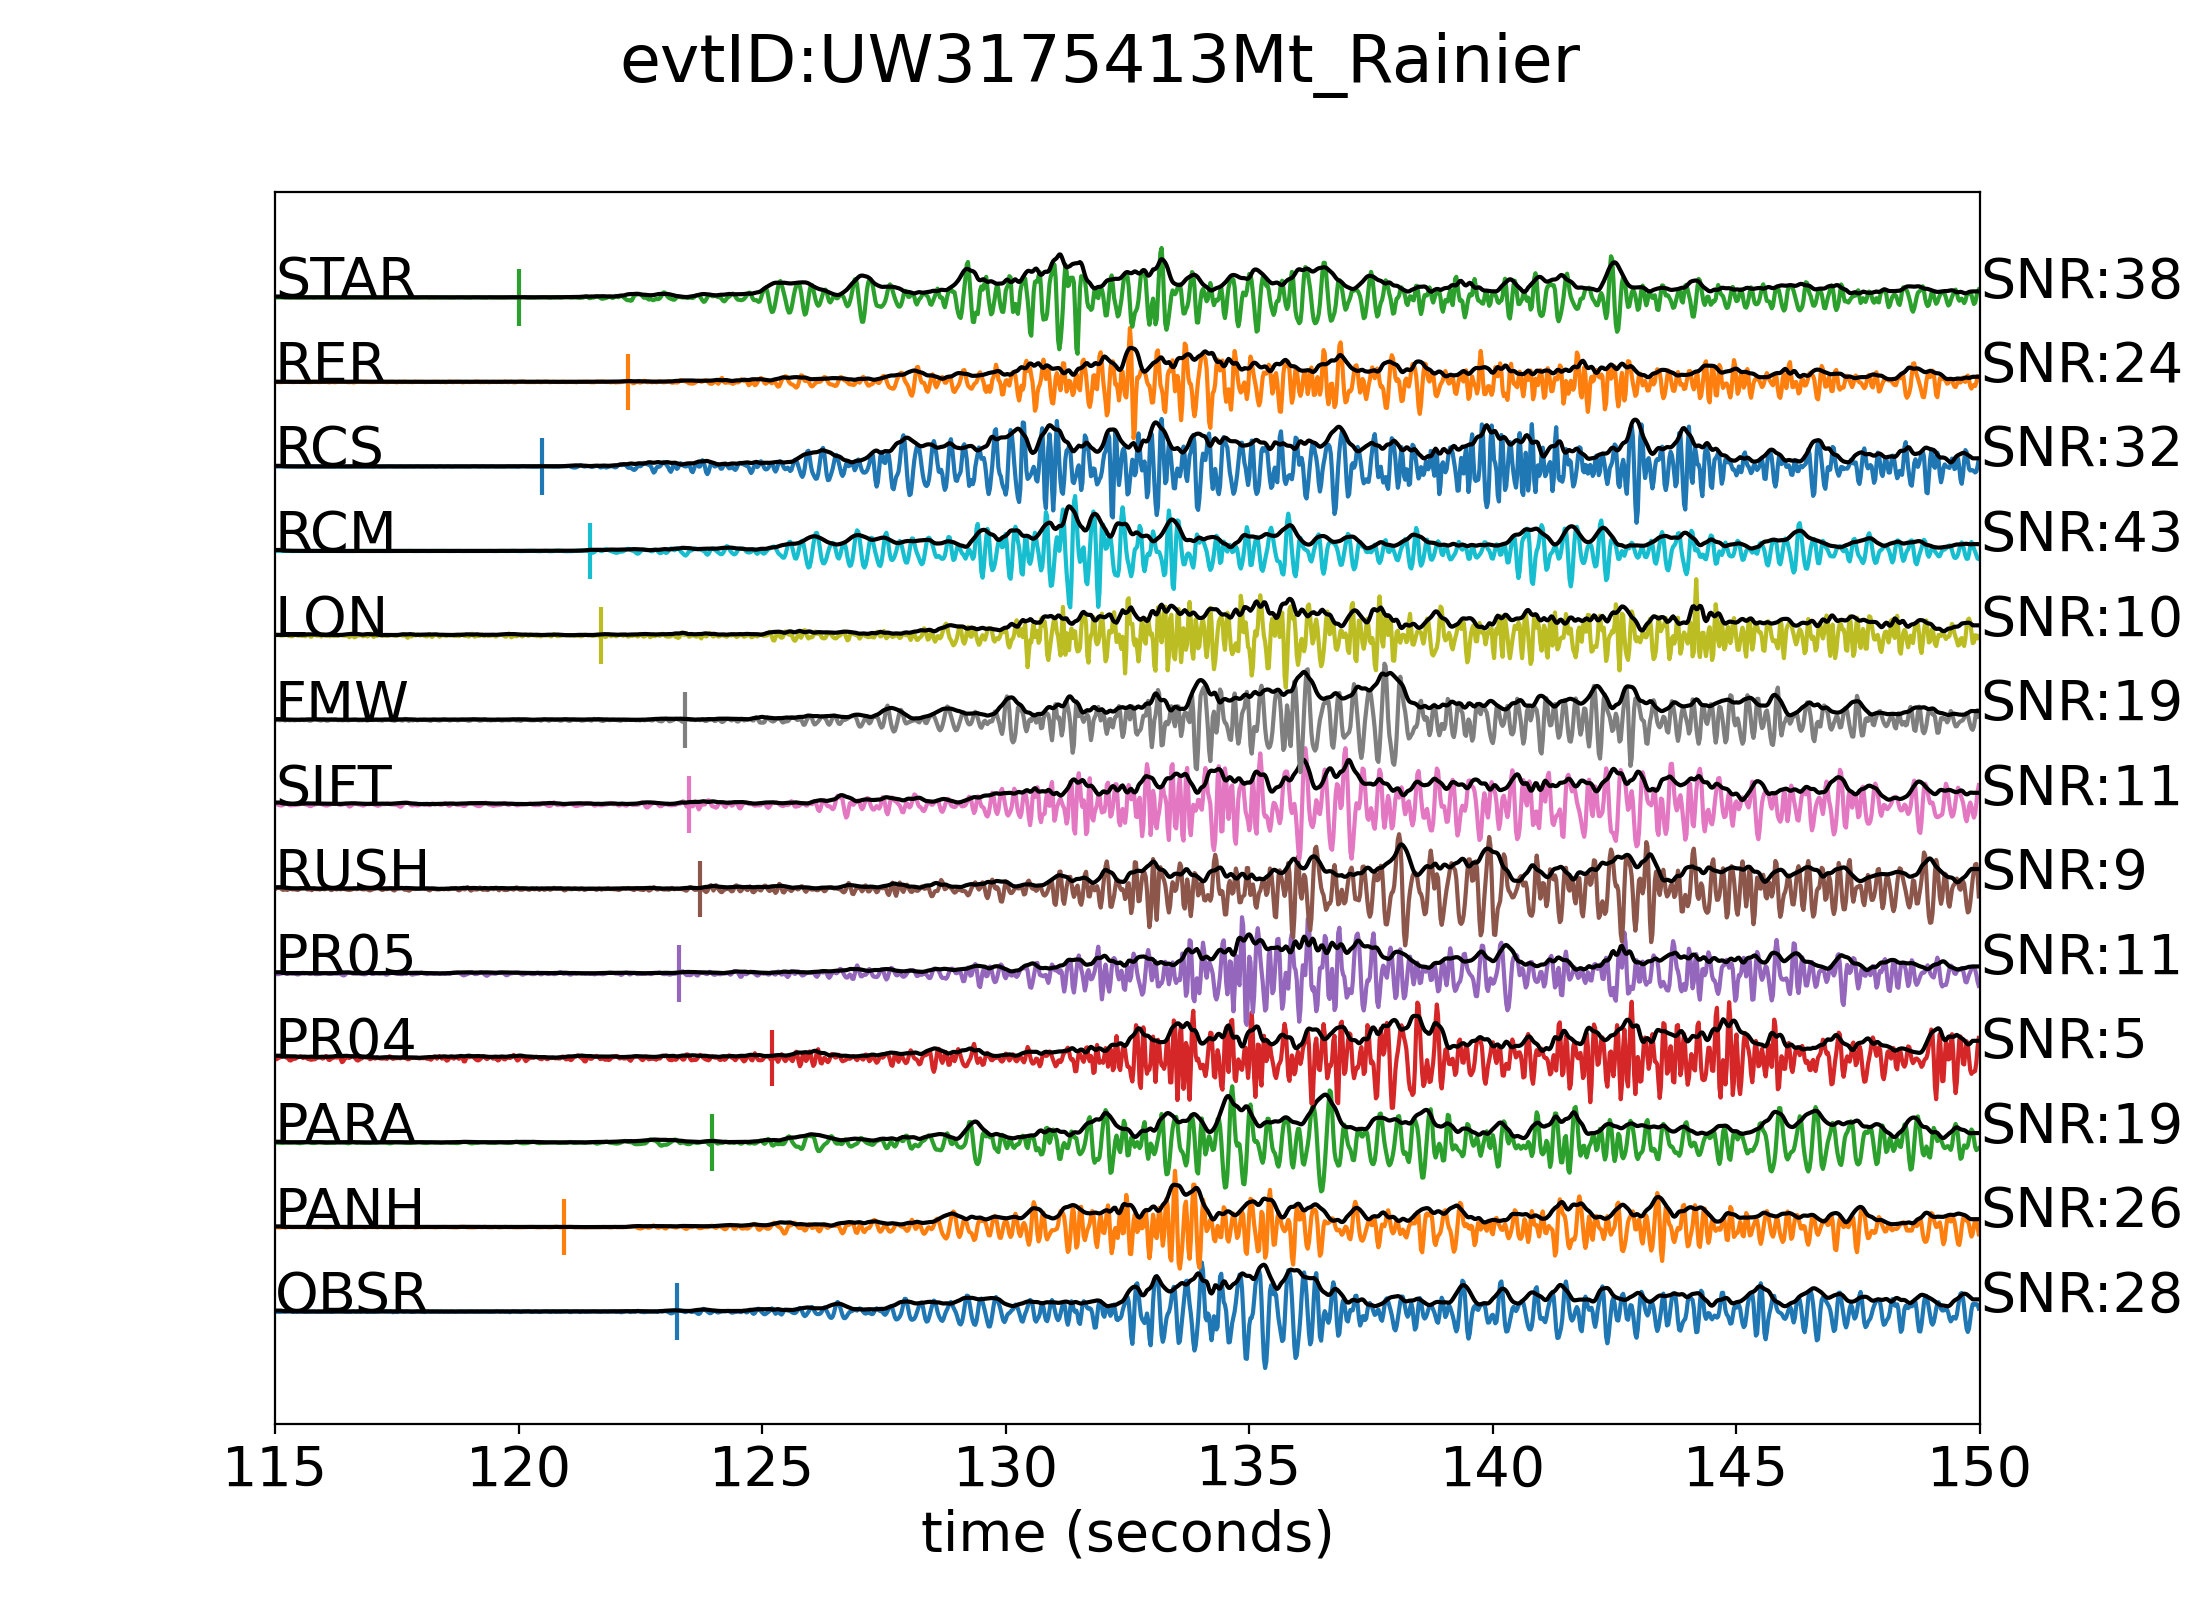 evtID:UW3175413Mt_Rainier
STAR SNR:38
RER SNR:24
RCS SNR:32
RCM SNR:43
LON SNR:10
FMW SNR:19
SIFT SNR:11
RUSH SNR:9
PR05 SNR:11
PR04 SNR:5
PARA SNR:19
PANH SNR:26
OBSR SNR:28
115 120 125 130 135 140 145 150
time (seconds)